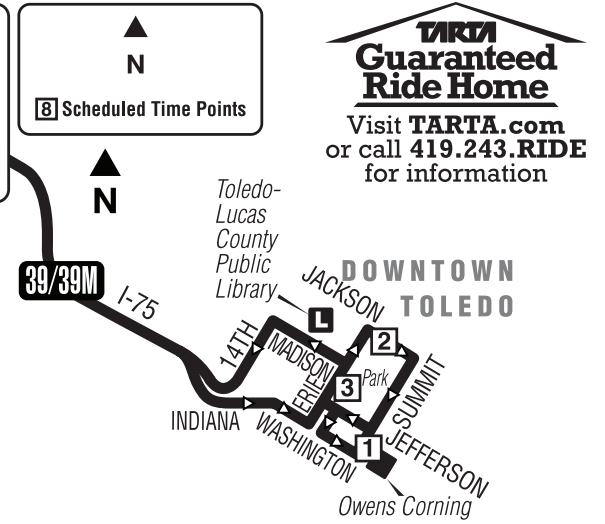 N
8 Scheduled Time Points
TARTA
Guaranteed
Ride Home
Visit TARTA.com
or call 419.243.RIDE
for information
N
Toledo-
Lucas
County
Public
Library
DOWNTOWN
TOLEDO
39/39M
I-75
JACKSON
L
14TH
MADISON
2
ERIE
3
Park
SUMMIT
INDIANA
WASHINGTON
1
JEFFERSON
Owens Corning